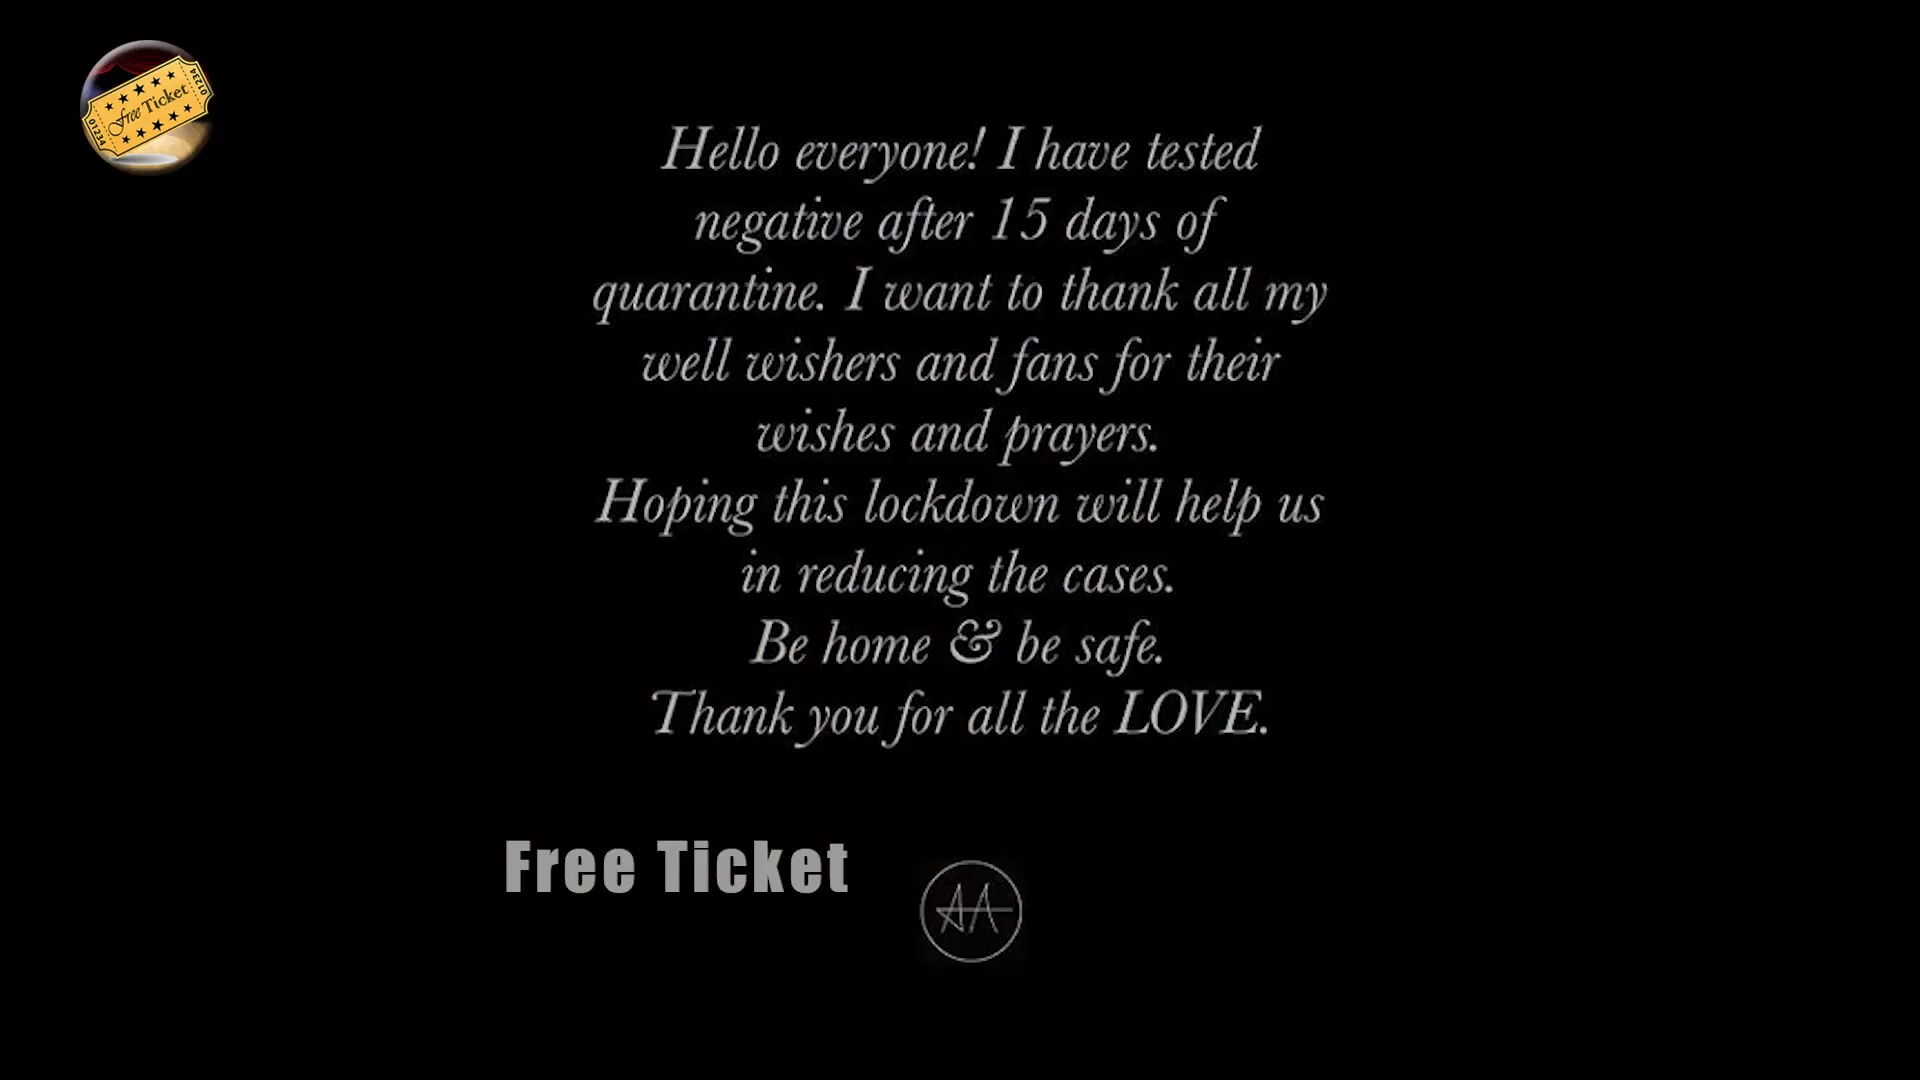 Free Ticket
01234
01234
Hello everyone! I have tested
negative after 15 days of
quarantine. I want to thank all my
well wishers and fans for their
wishes and prayers.
Hoping this lockdown will help us
in reducing the cases.
Be home & be safe.
Thank you for all the LOVE.
Free Ticket
AA